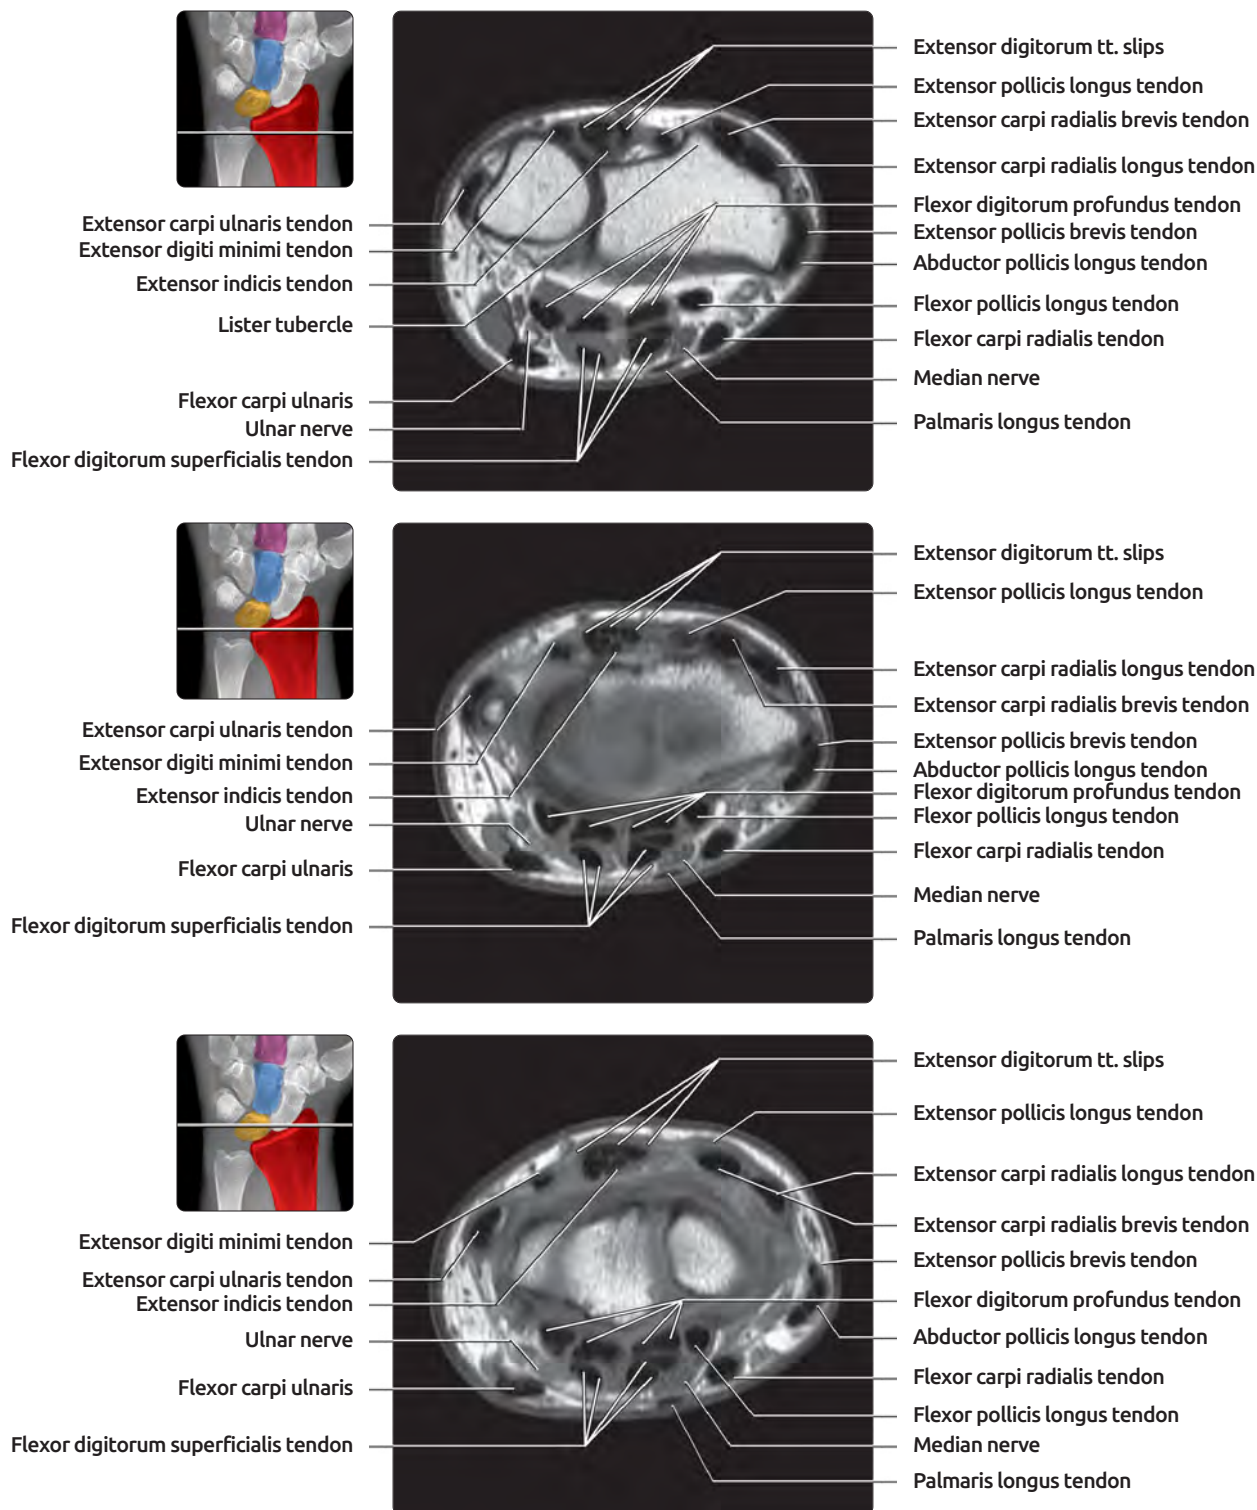 Extensor digitorum tt. slips
Extensor pollicis longus tendon
Extensor carpi radialis brevis tendon
Extensor carpi radialis longus tendon
Flexor digitorum profundus tendon
Extensor pollicis brevis tendon
Abductor pollicis longus tendon
Flexor pollicis longus tendon
Flexor carpi radialis tendon
Median nerve
Palmaris longus tendon
Extensor carpi ulnaris tendon
Extensor digiti minimi tendon
Extensor indicis tendon
Lister tubercle
Flexor carpi ulnaris
Ulnar nerve
Flexor digitorum superficialis tendon
Extensor digitorum tt. slips
Extensor pollicis longus tendon
Extensor carpi radialis longus tendon
Extensor carpi radialis brevis tendon
Extensor pollicis brevis tendon
Abductor pollicis longus tendon
Flexor digitorum profundus tendon
Flexor pollicis longus tendon
Flexor carpi radialis tendon
Median nerve
Palmaris longus tendon
Extensor carpi ulnaris tendon
Extensor digiti minimi tendon
Extensor indicis tendon
Ulnar nerve
Flexor carpi ulnaris
Flexor digitorum superficialis tendon
Extensor digitorum tt. slips
Extensor pollicis longus tendon
Extensor carpi radialis longus tendon
Extensor carpi radialis brevis tendon
Extensor pollicis brevis tendon
Flexor digitorum profundus tendon
Abductor pollicis longus tendon
Flexor carpi radialis tendon
Flexor pollicis longus tendon
Median nerve
Palmaris longus tendon
Extensor digiti minimi tendon
Extensor carpi ulnaris tendon
Extensor indicis tendon
Ulnar nerve
Flexor carpi ulnaris
Flexor digitorum superficialis tendon